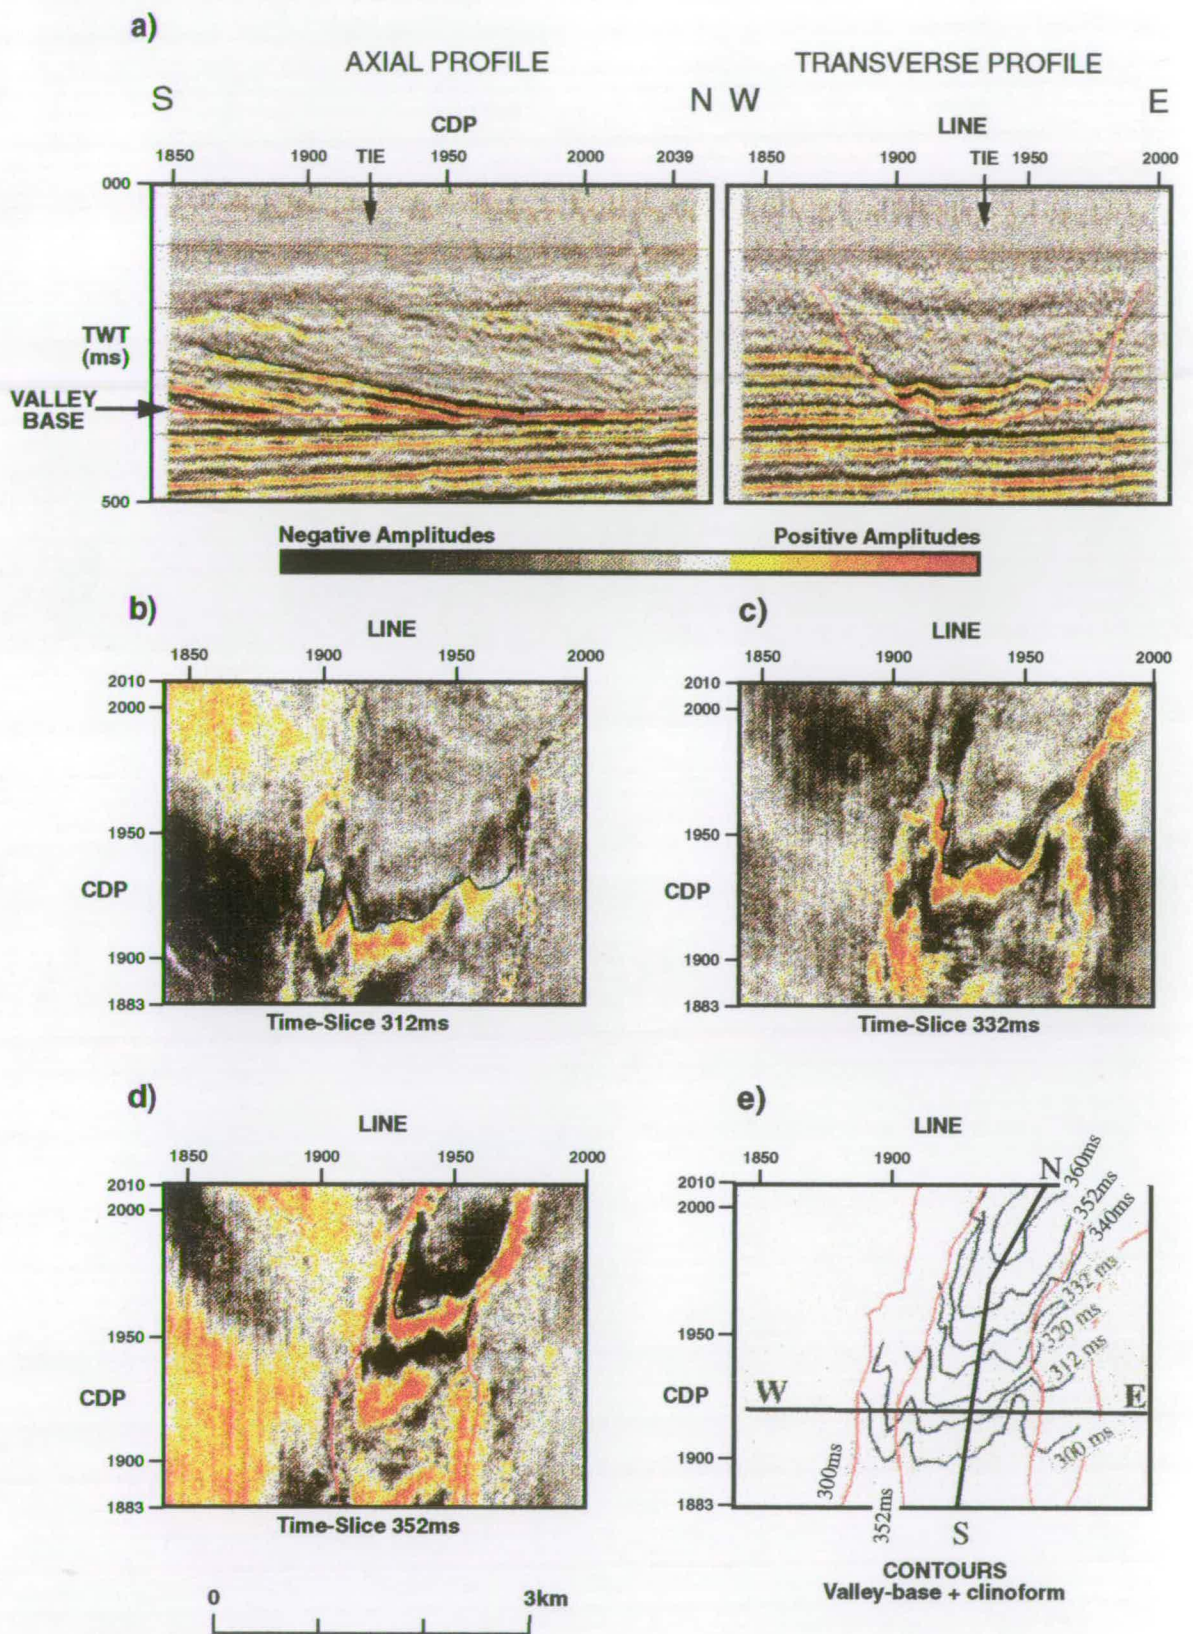 a)
AXIAL PROFILE
TRANSVERSE PROFILE
S
N
W
E
CDP
LINE
1850 1900 TIE 1950 2000 2039
1850 1900 TIE 1950 2000
000
TWT
(ms)
VALLEY
BASE
500
Negative Amplitudes
Positive Amplitudes
b)
LINE
1850 1900 1950 2000
2010
2000
1950
CDP
1900
1883
Time-Slice 312ms
c)
LINE
1850 1900 1950 2000
2010
2000
1950
CDP
1900
1883
Time-Slice 332ms
d)
LINE
1850 1900 1950 2000
2010
2000
1950
CDP
1900
1883
Time-Slice 352ms
e)
LINE
1850 1900
2010
2000
1950
CDP
1900
1883
N
360ms
352ms
340ms
332 ms
320 ms
312 ms
W
E
300 ms
300ms
352ms
S
CONTOURS
Valley-base + clinoform
0 3km